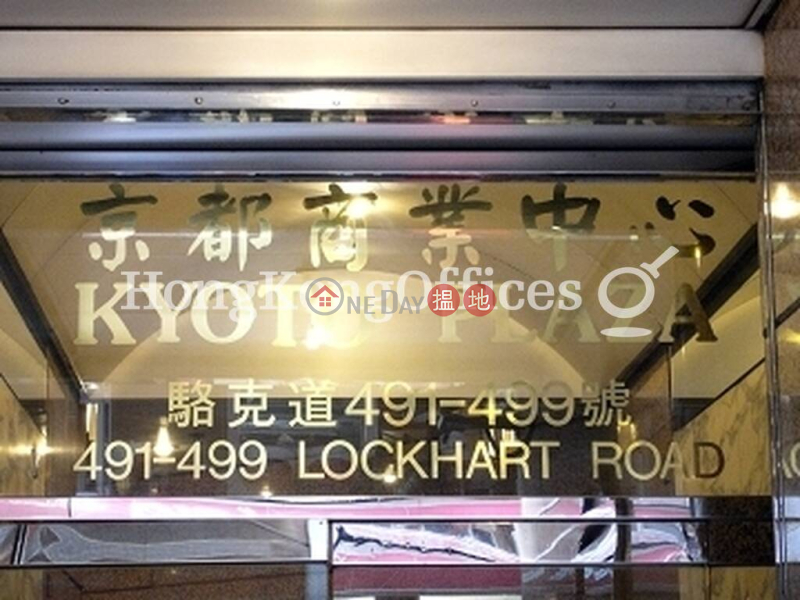 京都商業中心
KYOTO PLAZA
HongKongOffices
ONEDAY 搵地
駱克道491-499號
491-499 LOCKHART ROAD